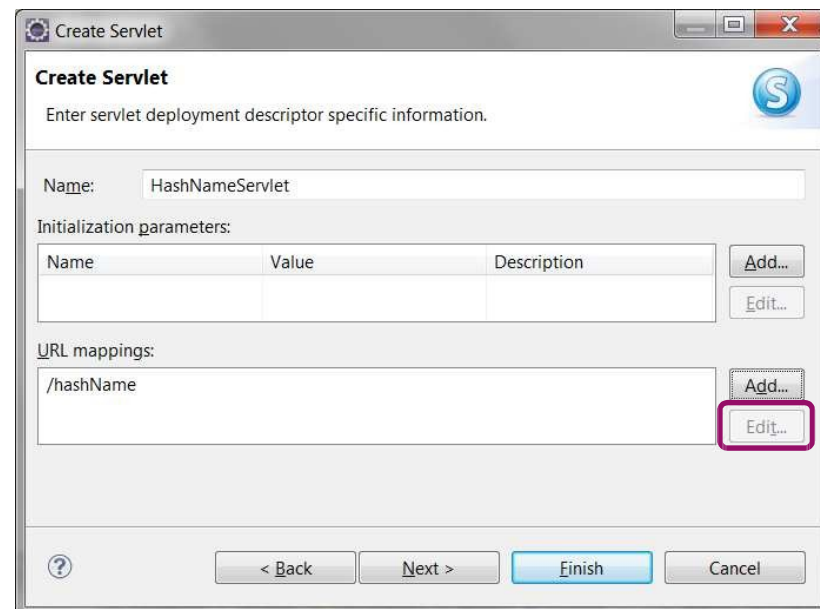 Create Servlet
Create Servlet
Enter servlet deployment descriptor specific information.
Name: HashNameServlet
Initialization parameters:
Name Value Description Add...
Edit...
URL mappings:
/hashName Add...
Edit...
< Back Next > Finish Cancel